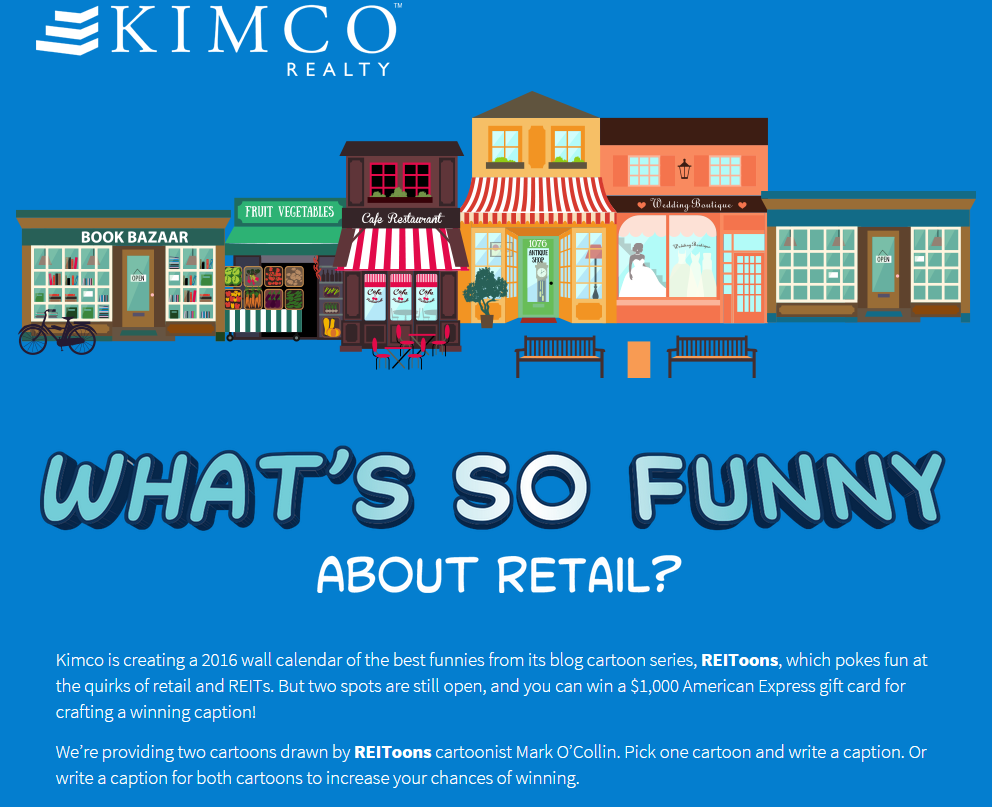 KIMCO™
REALTY
BOOK BAZAAR
OPEN
FRUIT VEGETABLES
Cafe Restaurant
Cafe Cafe Cafe
1076
ANTIQUE
SHOP
Wedding Boutique
Wedding Boutique
OPEN
WHAT'S SO FUNNY
ABOUT RETAIL?
Kimco is creating a 2016 wall calendar of the best funnies from its blog cartoon series, REIToons, which pokes fun at
the quirks of retail and REITs. But two spots are still open, and you can win a $1,000 American Express gift card for
crafting a winning caption!
We’re providing two cartoons drawn by REIToons cartoonist Mark O’Collin. Pick one cartoon and write a caption. Or
write a caption for both cartoons to increase your chances of winning.